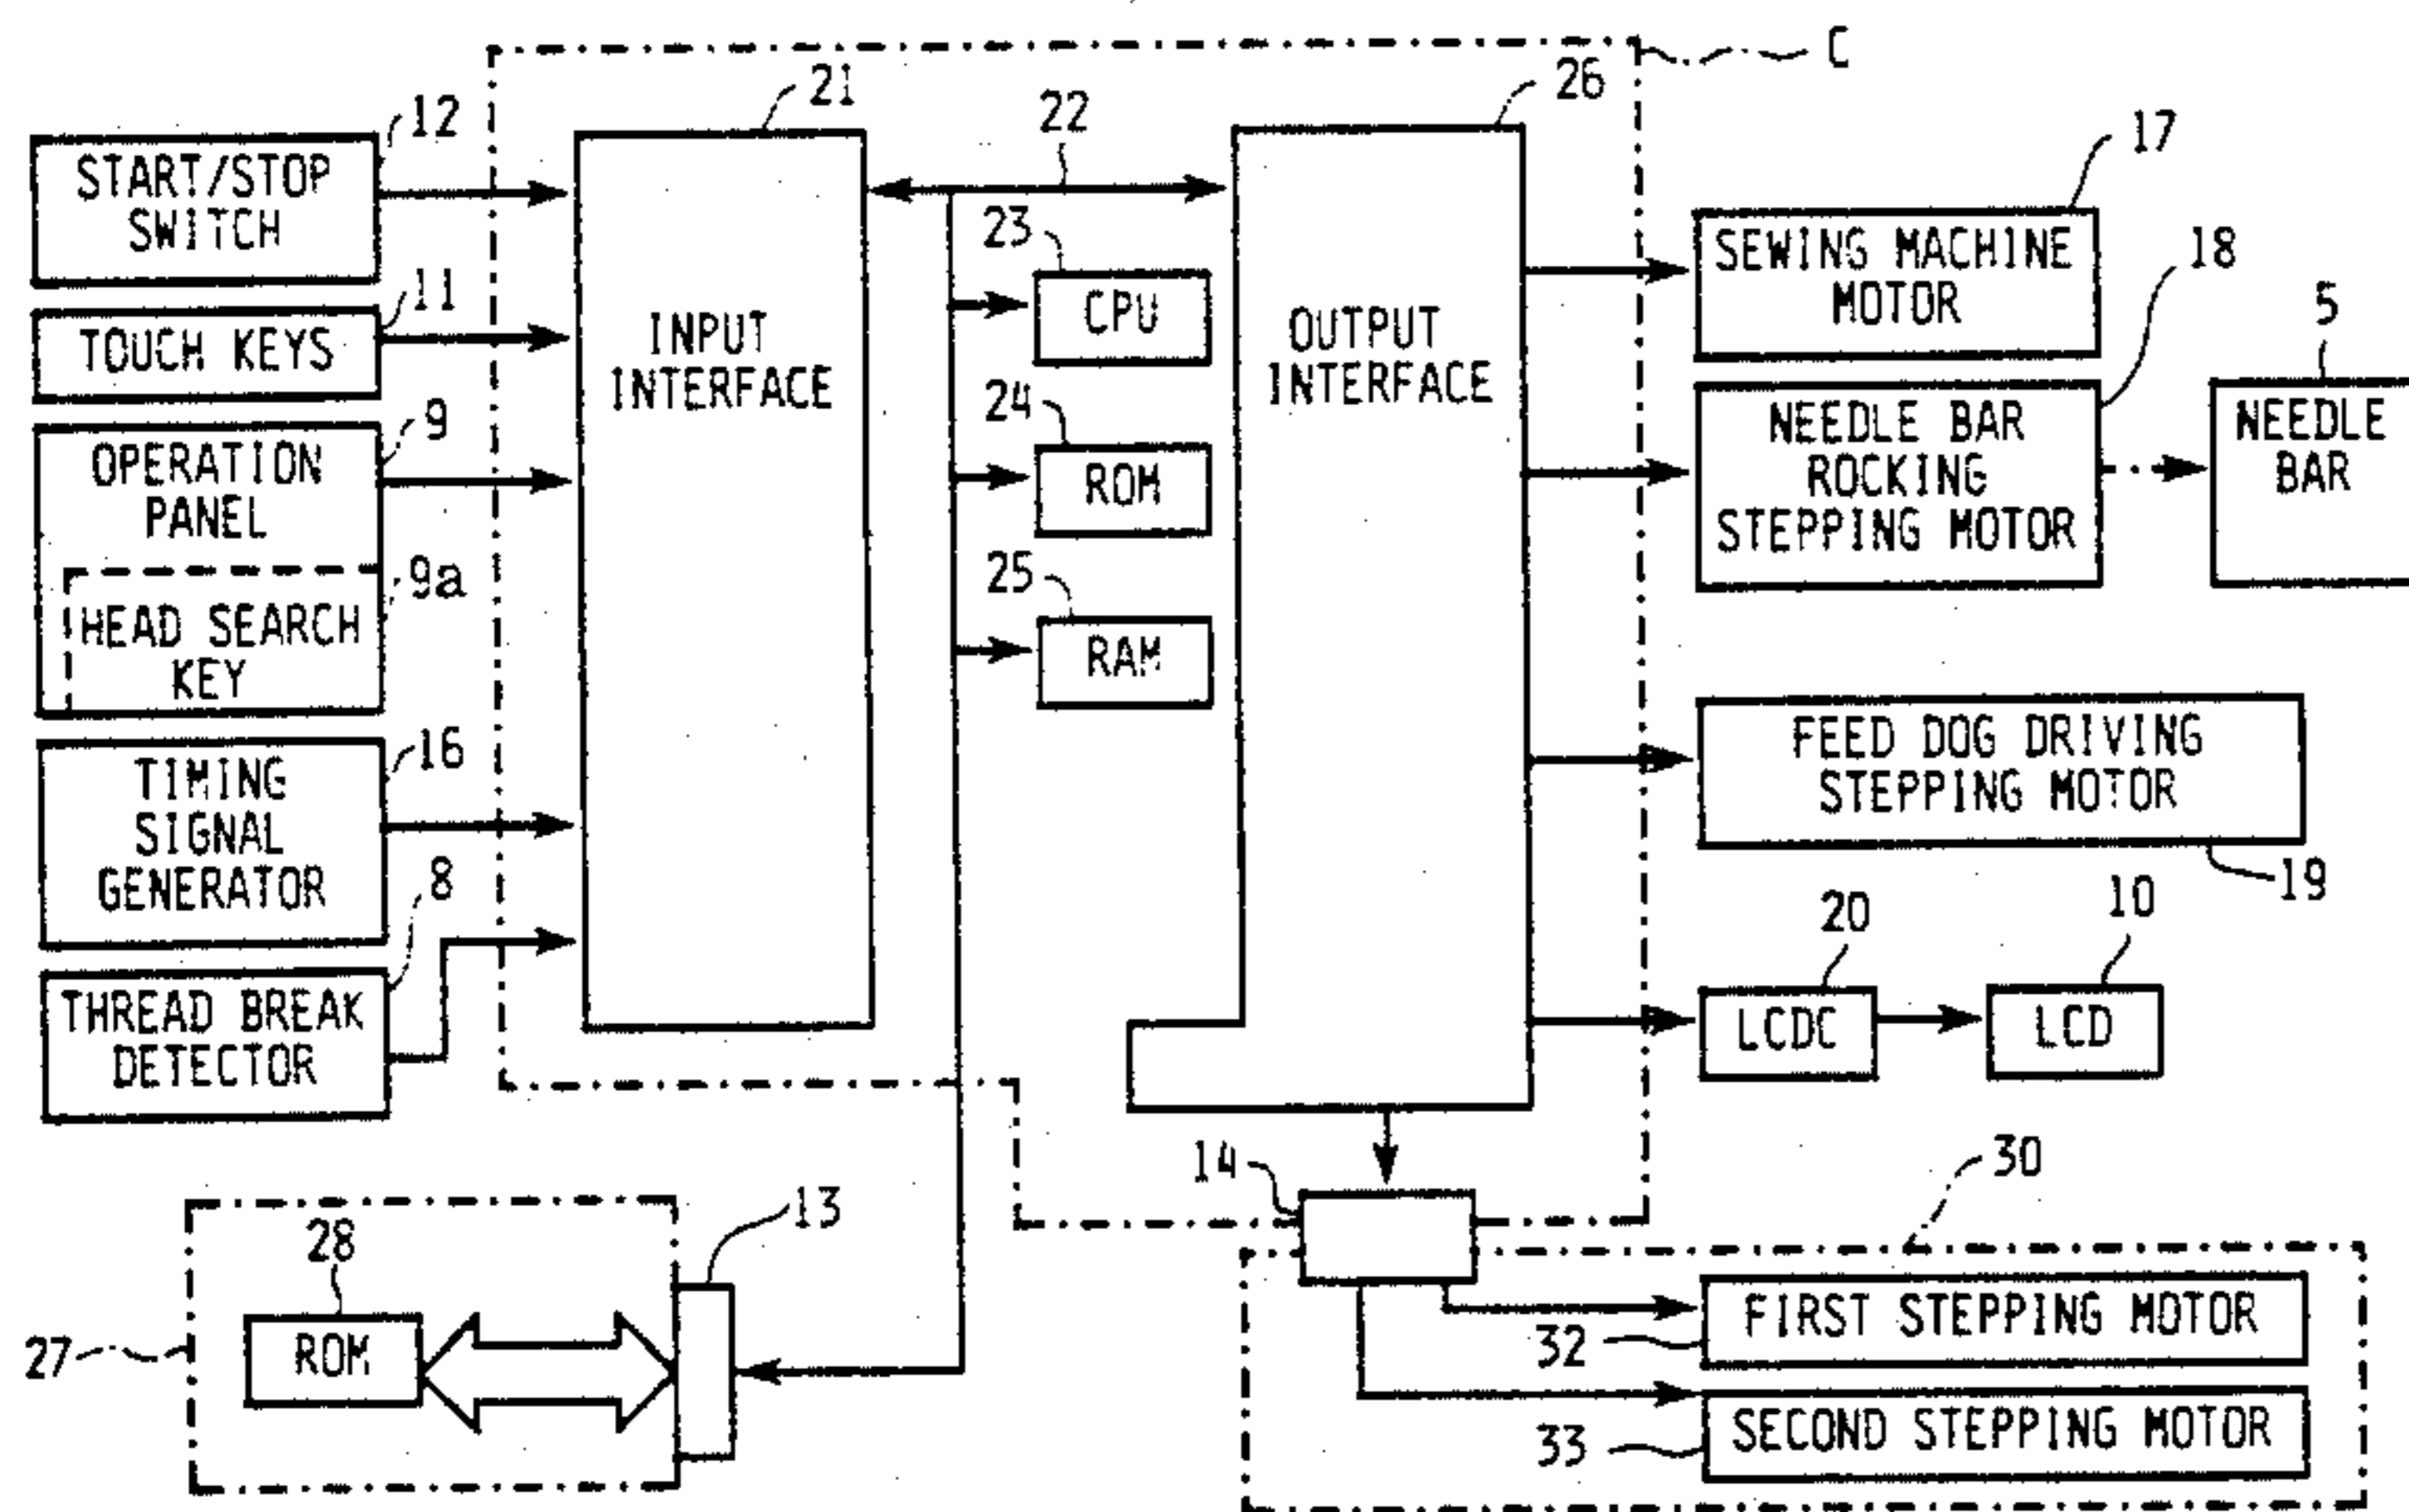 C
21
26
12
22
17
START/STOP
SWITCH
23
18
SEWING MACHINE
MOTOR
11
TOUCH KEYS
CPU
INPUT
INTERFACE
OUTPUT
INTERFACE
5
24
9
NEEDLE BAR
ROCKING
STEPPING MOTOR
NEEDLE
BAR
OPERATION
PANEL
ROM
25
9a
HEAD SEARCH
KEY
RAM
16
TIMING
SIGNAL
GENERATOR
FEED DOG DRIVING
STEPPING MOTOR
19
8
20
10
THREAD BREAK
DETECTOR
LCDC
LCD
14
30
13
28
27
ROM
32
FIRST STEPPING MOTOR
33
SECOND STEPPING MOTOR